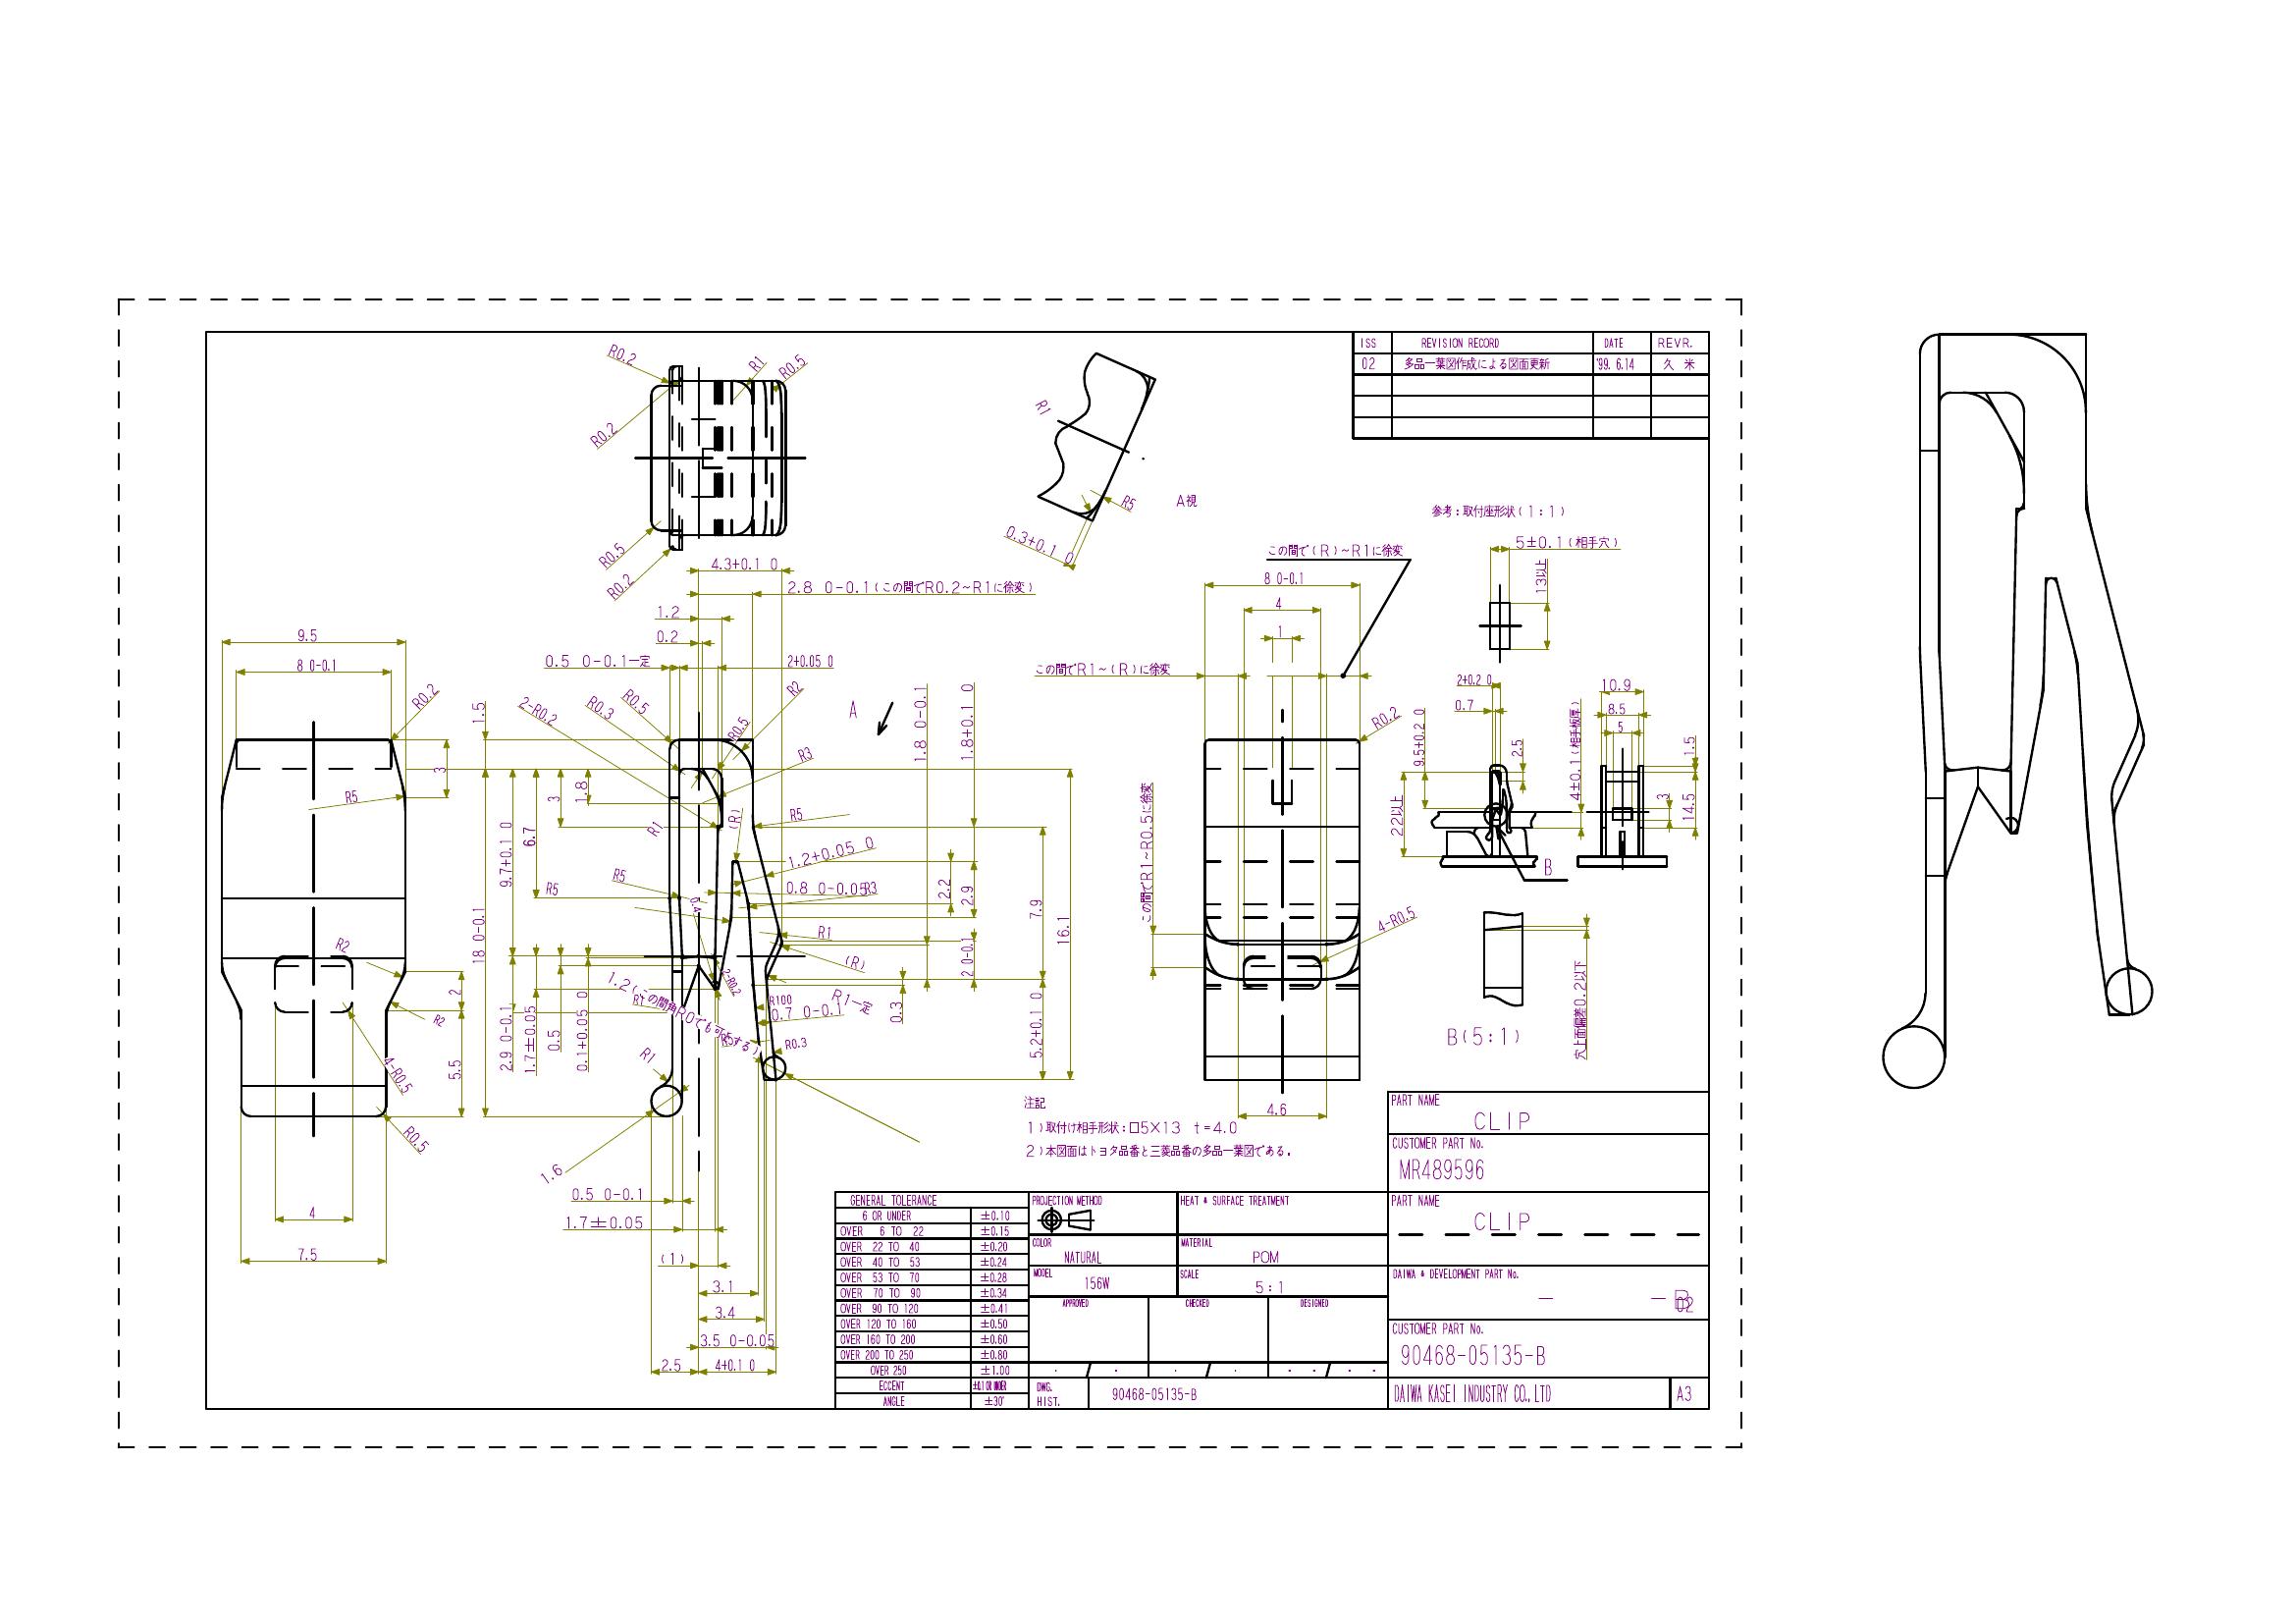 ISS REVISION RECORD DATE REVR.
02 多品一葉図作成による図面更新 '99. 6.14 久 米
R0.2
R0.2
R0.5
R0.2
R1
R0.5
R1
R5
0.3+0.1 0
A視
参考：取付座形状（1：1）
5±0.1（相手穴）
13以上
この間で（R）~R1に徐変
8 0-0.1
4
1
この間でR1~（R）に徐変
R0.2
この間でR1~R0.5に徐変
4-R0.5
4.6
4.3+0.1 0
2.8 0-0.1（この間でR0.2~R1に徐変）
1.2
0.2
0.5 0-0.1一定
2+0.05 0
9.5
8 0-0.1
R0.2
3
R5
R2
2
R2
5.5
4-R0.5
R0.5
4
7.5
1.5
2-R0.2
R0.3
R0.5
R0.5
R2
R3
A
1.8 0-0.1
1.8+0.1 0
18 0-0.1
9.7+0.1 0
6.7
3
1.8
R1
(R)
R5
R5
R5
1.2+0.05 0
0.8 0-0.05
R3
2.2
2.9
7.9
16.1
R1
(R)
2 0-0.1
2-R0.2
1.2（この間角R0でも可とする）
R1
R100
R1一定
0.7 0-0.1
0.3
5.2+0.1 0
2.9 0-0.1
1.7±0.05
0.5
0.1+0.05 0
R1
R0.3
1.6
0.5 0-0.1
1.7±0.05
(1)
3.1
3.4
3.5 0-0.05
2.5
4+0.1 0
2+0.2 0
0.7
9.5+0.2 0
2.5
22以上
4±0.1（相手板厚）
10.9
8.5
5
1.5
3
14.5
B
B(5:1)
穴上面偏差0.2以下
注記
1）取付け相手形状：□5×13 t=4.0
2）本図面はトヨタ品番と三菱品番の多品一葉図である．
GENERAL TOLERANCE
6 OR UNDER ±0.10
OVER 6 TO 22 ±0.15
OVER 22 TO 40 ±0.20
OVER 40 TO 53 ±0.24
OVER 53 TO 70 ±0.28
OVER 70 TO 90 ±0.34
OVER 90 TO 120 ±0.41
OVER 120 TO 160 ±0.50
OVER 160 TO 200 ±0.60
OVER 200 TO 250 ±0.80
OVER 250 ±1.00
ECCENT ±0.1 OR UNDER
ANGLE ±30'
PROJECTION METHOD
HEAT & SURFACE TREATMENT
COLOR
NATURAL
MATERIAL
POM
MODEL
156W
SCALE
5:1
APPROVED CHECKED DESIGNED
DWG. HIST.
90468-05135-B
PART NAME
CLIP
CUSTOMER PART No.
MR489596
PART NAME
CLIP
DAIWA & DEVELOPMENT PART No.
— —
CUSTOMER PART No.
90468-05135-B
DAIWA KASEI INDUSTRY CO., LTD
A3